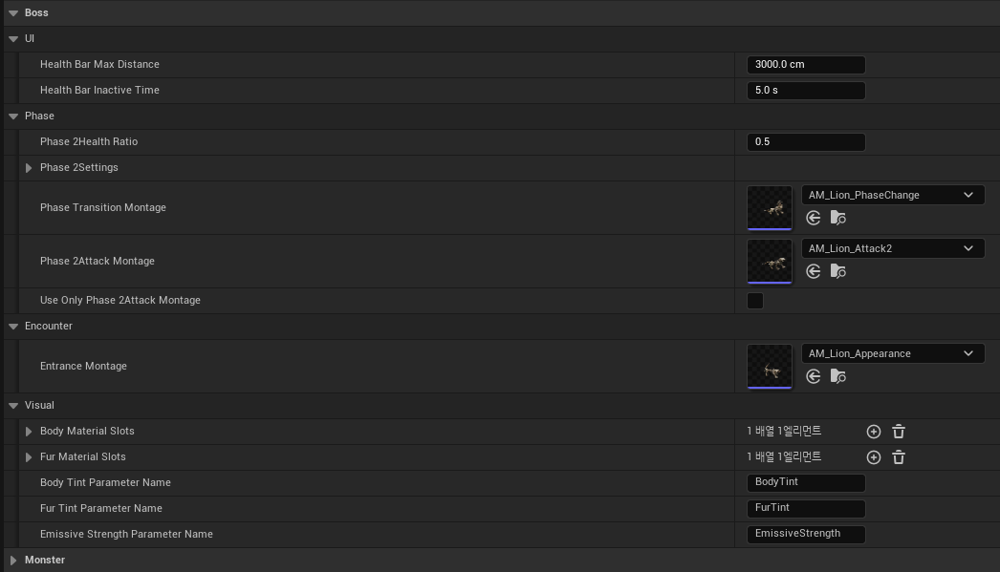 Boss
UI
Health Bar Max Distance 3000.0 cm
Health Bar Inactive Time 5.0 s
Phase
Phase 2Health Ratio 0.5
Phase 2Settings
Phase Transition Montage AM_Lion_PhaseChange
Phase 2Attack Montage AM_Lion_Attack2
Use Only Phase 2Attack Montage
Encounter
Entrance Montage AM_Lion_Appearance
Visual
Body Material Slots 1 배열 1엘리먼트
Fur Material Slots 1 배열 1엘리먼트
Body Tint Parameter Name BodyTint
Fur Tint Parameter Name FurTint
Emissive Strength Parameter Name EmissiveStrength
Monster